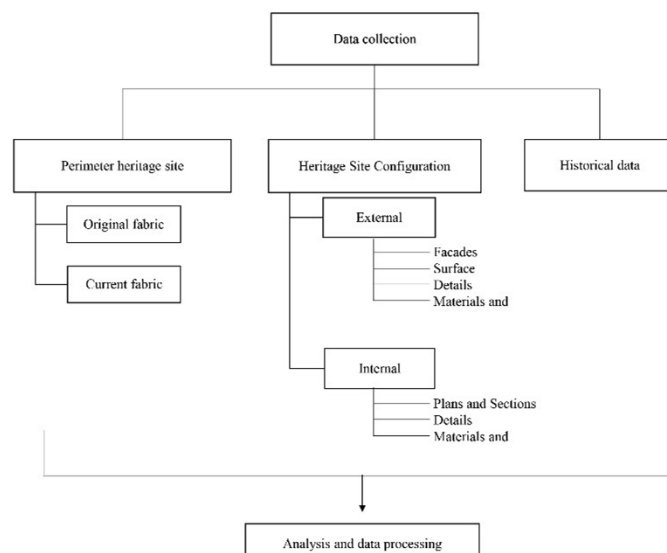 Data collection
Perimeter heritage site
Heritage Site Configuration
Historical data
Original fabric
Current fabric
External
Facades
Surface
Details
Materials and
Internal
Plans and Sections
Details
Materials and
Analysis and data processing